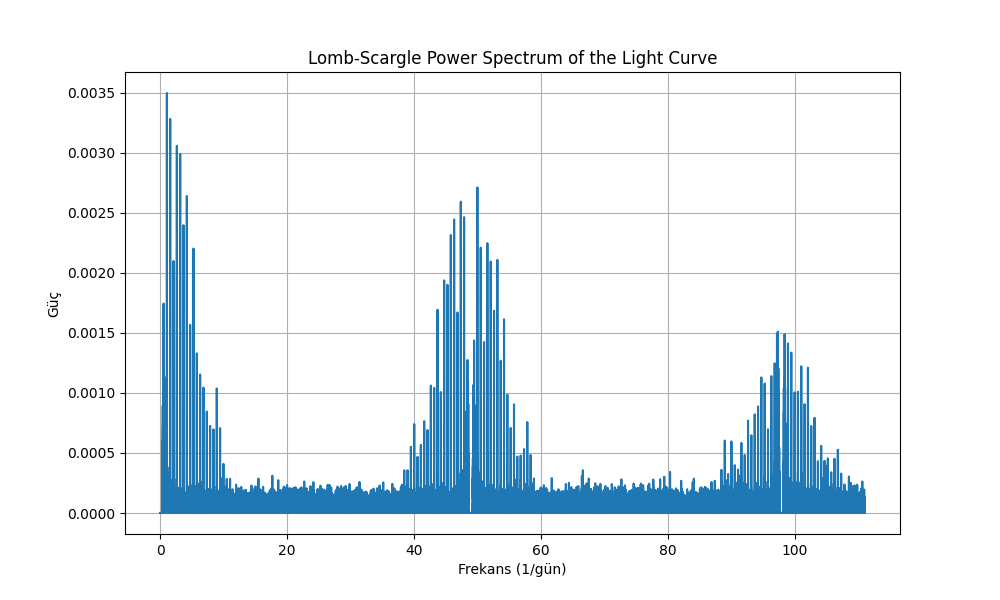 Lomb-Scargle Power Spectrum of the Light Curve
0.0035
0.0030
0.0025
0.0020
0.0015
0.0010
0.0005
0.0000
Güç
0 20 40 60 80 100
Frekans (1/gün)